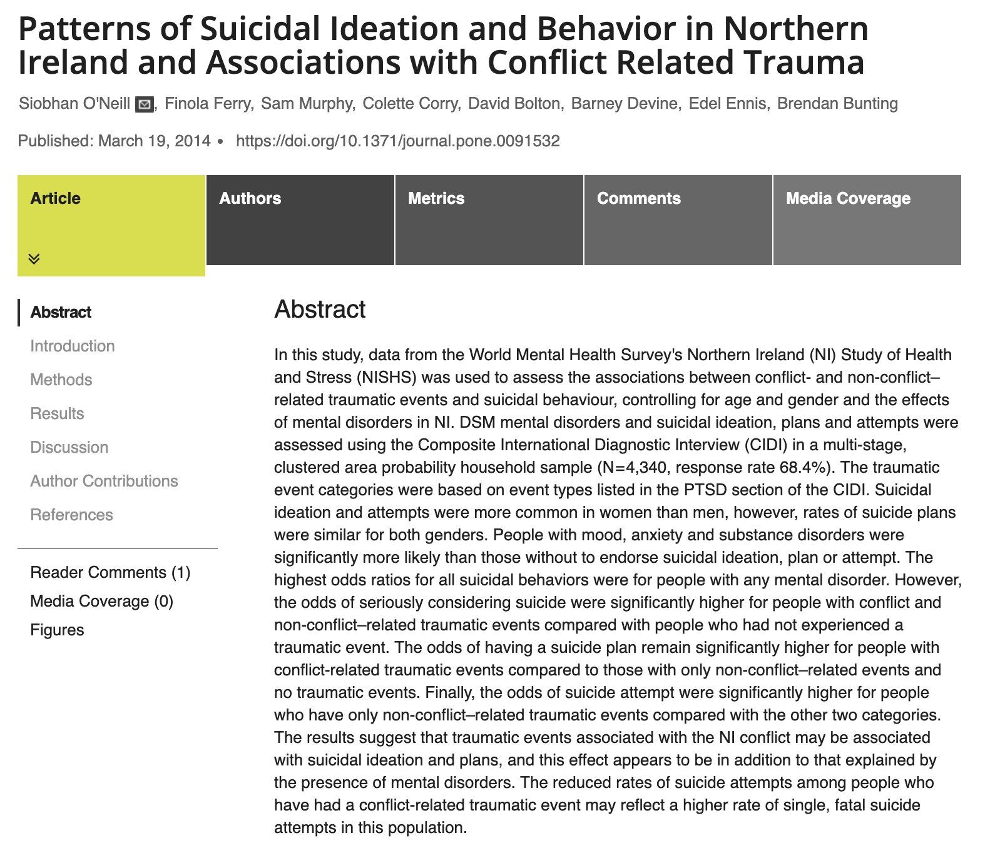 Patterns of Suicidal Ideation and Behavior in Northern
Ireland and Associations with Conflict Related Trauma
Siobhan O'Neill, Finola Ferry, Sam Murphy, Colette Corry, David Bolton, Barney Devine, Edel Ennis, Brendan Bunting
Published: March 19, 2014 • https://doi.org/10.1371/journal.pone.0091532
Article
Authors
Metrics
Comments
Media Coverage
Abstract
Introduction
Methods
Results
Discussion
Author Contributions
References
Reader Comments (1)
Media Coverage (0)
Figures
Abstract
In this study, data from the World Mental Health Survey's Northern Ireland (NI) Study of Health
and Stress (NISHS) was used to assess the associations between conflict- and non-conflict–
related traumatic events and suicidal behaviour, controlling for age and gender and the effects
of mental disorders in NI. DSM mental disorders and suicidal ideation, plans and attempts were
assessed using the Composite International Diagnostic Interview (CIDI) in a multi-stage,
clustered area probability household sample (N=4,340, response rate 68.4%). The traumatic
event categories were based on event types listed in the PTSD section of the CIDI. Suicidal
ideation and attempts were more common in women than men, however, rates of suicide plans
were similar for both genders. People with mood, anxiety and substance disorders were
significantly more likely than those without to endorse suicidal ideation, plan or attempt. The
highest odds ratios for all suicidal behaviors were for people with any mental disorder. However,
the odds of seriously considering suicide were significantly higher for people with conflict and
non-conflict–related traumatic events compared with people who had not experienced a
traumatic event. The odds of having a suicide plan remain significantly higher for people with
conflict-related traumatic events compared to those with only non-conflict–related events and
no traumatic events. Finally, the odds of suicide attempt were significantly higher for people
who have only non-conflict–related traumatic events compared with the other two categories.
The results suggest that traumatic events associated with the NI conflict may be associated
with suicidal ideation and plans, and this effect appears to be in addition to that explained by
the presence of mental disorders. The reduced rates of suicide attempts among people who
have had a conflict-related traumatic event may reflect a higher rate of single, fatal suicide
attempts in this population.